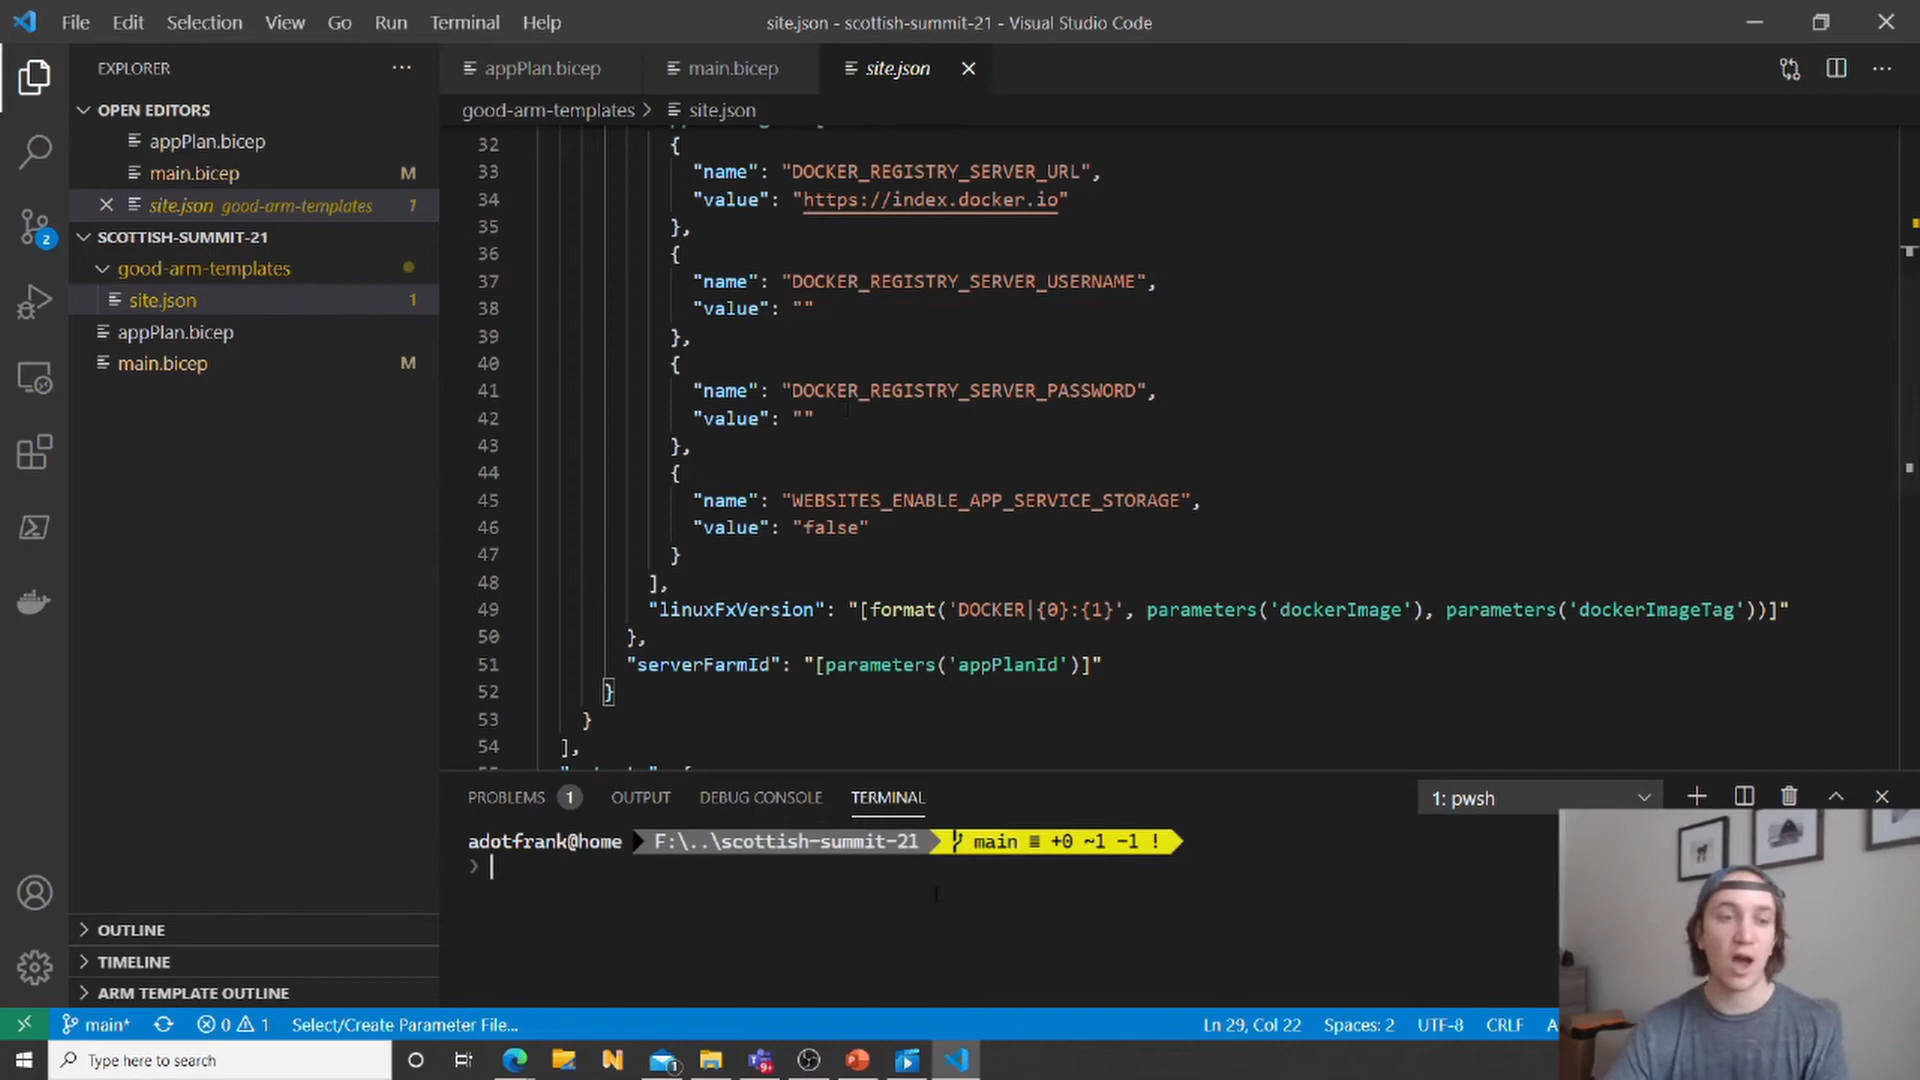 File Edit Selection View Go Run Terminal Help
site.json - scottish-summit-21 - Visual Studio Code
EXPLORER
OPEN EDITORS
appPlan.bicep
main.bicep M
site.json good-arm-templates 1
SCOTTISH-SUMMIT-21
good-arm-templates
site.json 1
appPlan.bicep
main.bicep M
2
OUTLINE
TIMELINE
ARM TEMPLATE OUTLINE
appPlan.bicep main.bicep site.json
good-arm-templates > site.json
32 {
33 "name": "DOCKER_REGISTRY_SERVER_URL",
34 "value": "https://index.docker.io"
35 },
36 {
37 "name": "DOCKER_REGISTRY_SERVER_USERNAME",
38 "value": ""
39 },
40 {
41 "name": "DOCKER_REGISTRY_SERVER_PASSWORD",
42 "value": ""
43 },
44 {
45 "name": "WEBSITES_ENABLE_APP_SERVICE_STORAGE",
46 "value": "false"
47 }
48 ],
49 "linuxFxVersion": "[format('DOCKER|{0}:{1}', parameters('dockerImage'), parameters('dockerImageTag'))]"
50 },
51 "serverFarmId": "[parameters('appPlanId')]"
52 }
53 }
54 ],
PROBLEMS 1 OUTPUT DEBUG CONSOLE TERMINAL
1: pwsh
adotfrank@home F:\..\scottish-summit-21 main ≡ +0 ~1 -1 !
❯
main* 0 1 Select/Create Parameter File...
Ln 29, Col 22 Spaces: 2 UTF-8 CRLF
Type here to search